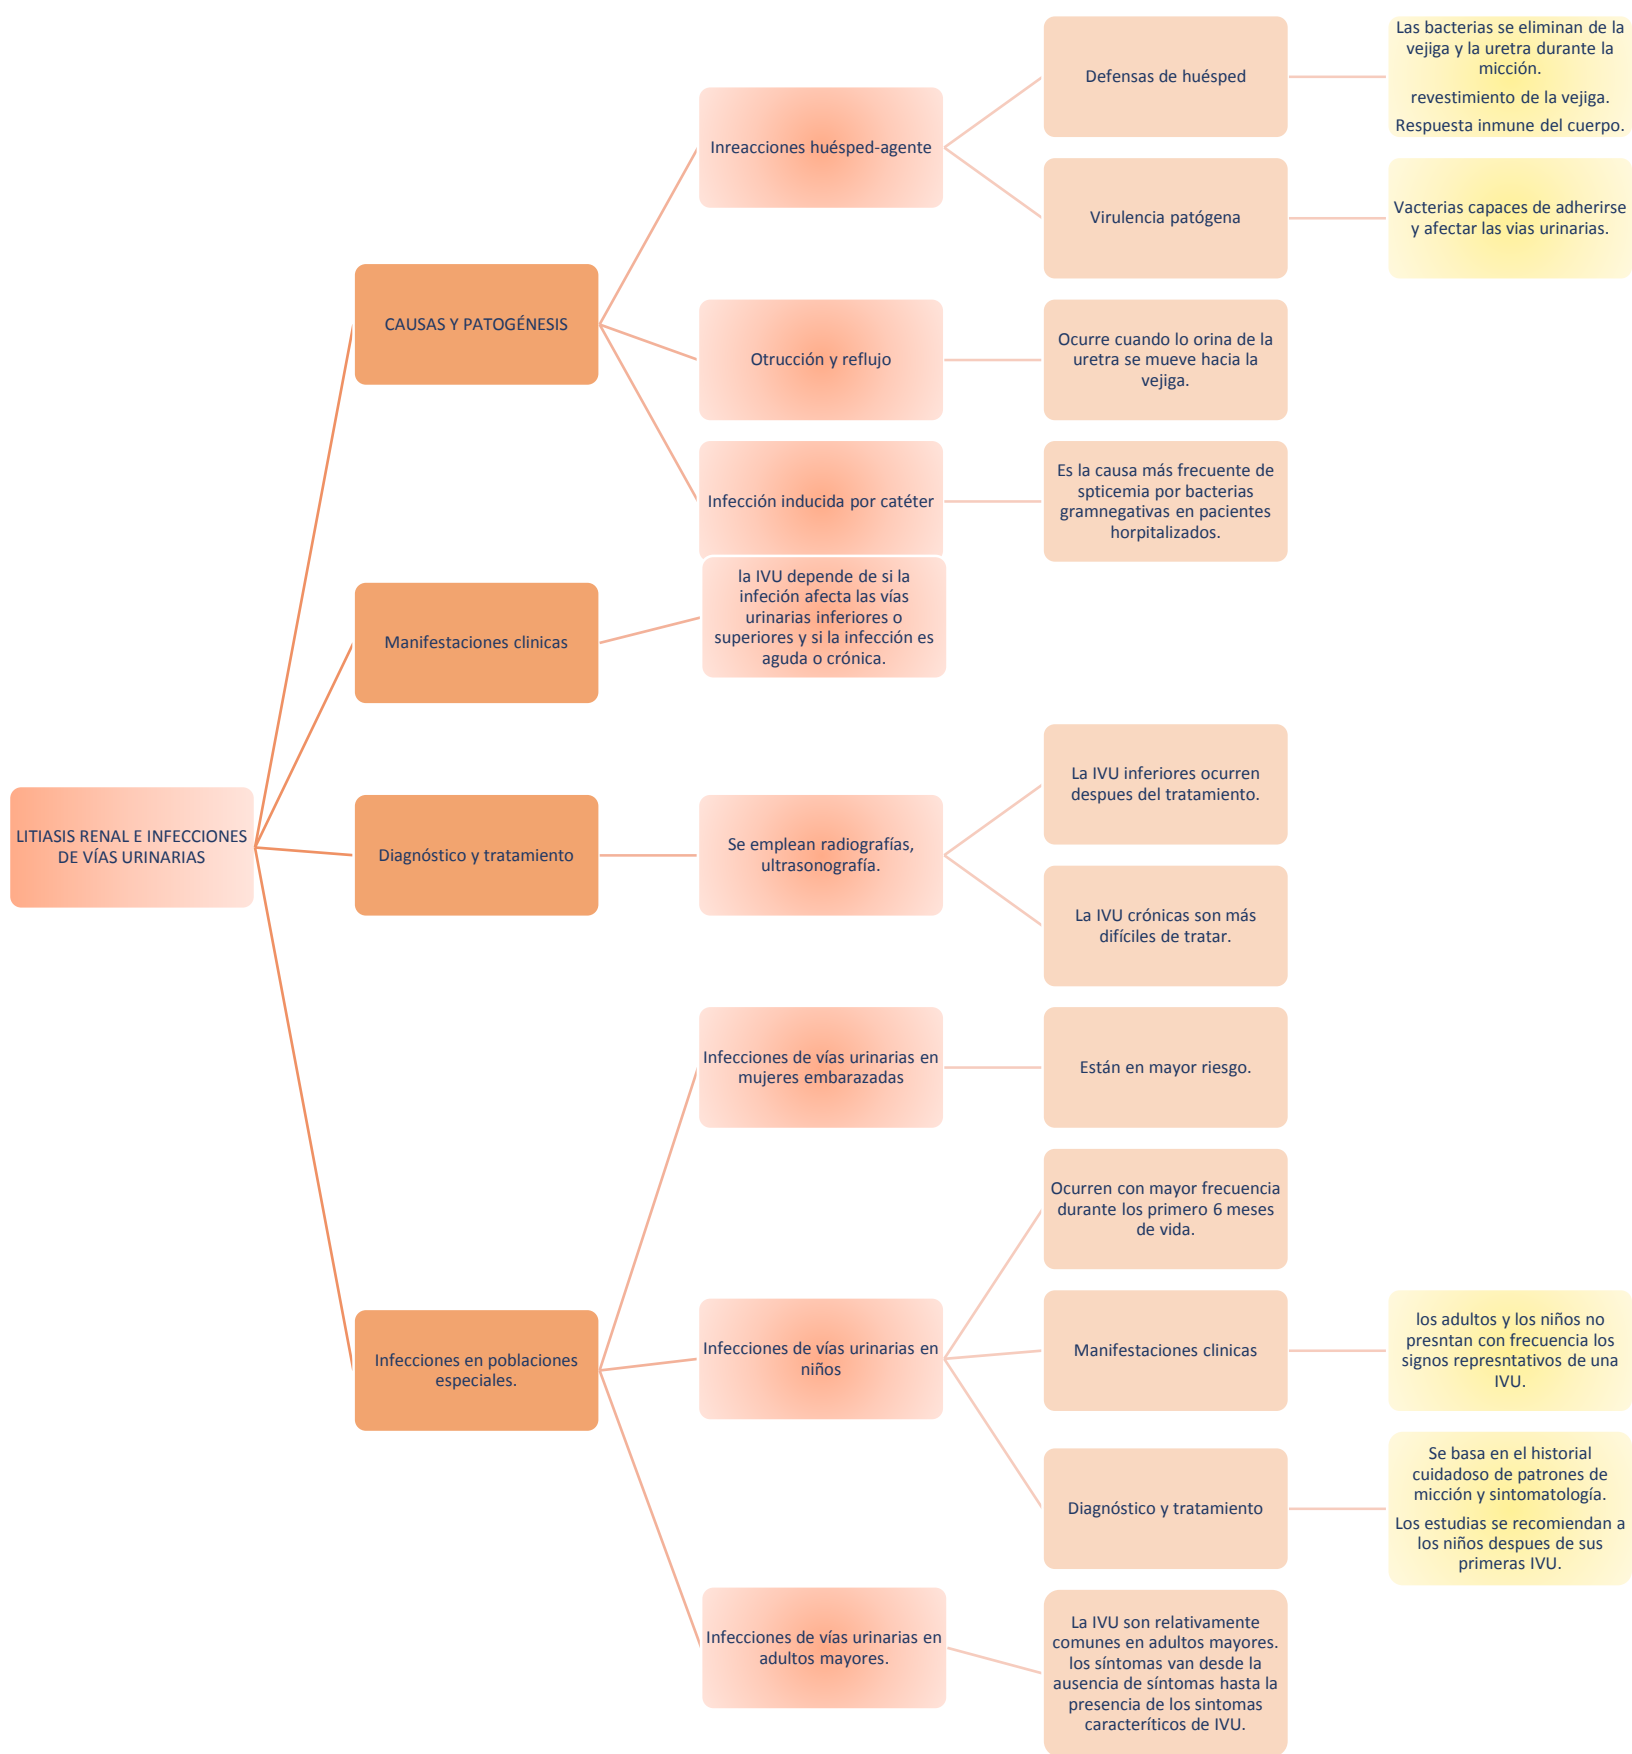 LITIASIS RENAL E INFECCIONES
DE VÍAS URINARIAS
CAUSAS Y PATOGÉNESIS
Inreacciones huésped-agente
Defensas de huésped
Las bacterias se eliminan de la
vejiga y la uretra durante la
micción.
revestimiento de la vejiga.
Respuesta inmune del cuerpo.
Virulencia patógena
Vacterias capaces de adherirse
y afectar las vias urinarias.
Otrucción y reflujo
Ocurre cuando lo orina de la
uretra se mueve hacia la
vejiga.
Infección inducida por catéter
Es la causa más frecuente de
spticemia por bacterias
gramnegativas en pacientes
horpitalizados.
Manifestaciones clinicas
la IVU depende de si la
infeción afecta las vías
urinarias inferiores o
superiores y si la infección es
aguda o crónica.
Diagnóstico y tratamiento
Se emplean radiografías,
ultrasonografía.
La IVU inferiores ocurren
despues del tratamiento.
La IVU crónicas son más
difíciles de tratar.
Infecciones en poblaciones
especiales.
Infecciones de vías urinarias en
mujeres embarazadas
Están en mayor riesgo.
Infecciones de vías urinarias en
niños
Ocurren con mayor frecuencia
durante los primero 6 meses
de vida.
Manifestaciones clinicas
los adultos y los niños no
presntan con frecuencia los
signos represntativos de una
IVU.
Diagnóstico y tratamiento
Se basa en el historial
cuidadoso de patrones de
micción y sintomatología.
Los estudias se recomiendan a
los niños despues de sus
primeras IVU.
Infecciones de vías urinarias en
adultos mayores.
La IVU son relativamente
comunes en adultos mayores.
los síntomas van desde la
ausencia de síntomas hasta la
presencia de los sintomas
caracteríticos de IVU.